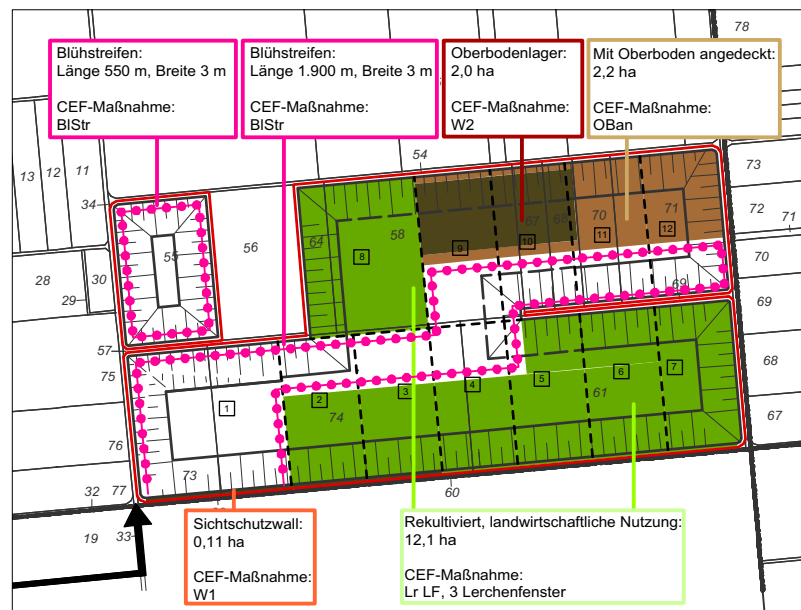 Blühstreifen:
Länge 550 m, Breite 3 m
CEF-Maßnahme:
BlStr
Blühstreifen:
Länge 1.900 m, Breite 3 m
CEF-Maßnahme:
BlStr
Oberbodenlager:
2,0 ha
CEF-Maßnahme:
W2
Mit Oberboden angedeckt:
2,2 ha
CEF-Maßnahme:
OBan
78
13
12
11
54
73
34
72
71
56
64
58
67
68
70
71
55
8
9
10
11
12
28
30
29
70
69
69
57
75
68
1
2
3
4
5
6
7
74
61
76
67
73
32
77
60
19
33
Sichtschutzwall:
0,11 ha
CEF-Maßnahme:
W1
Rekultiviert, landwirtschaftliche Nutzung:
12,1 ha
CEF-Maßnahme:
Lr LF, 3 Lerchenfenster